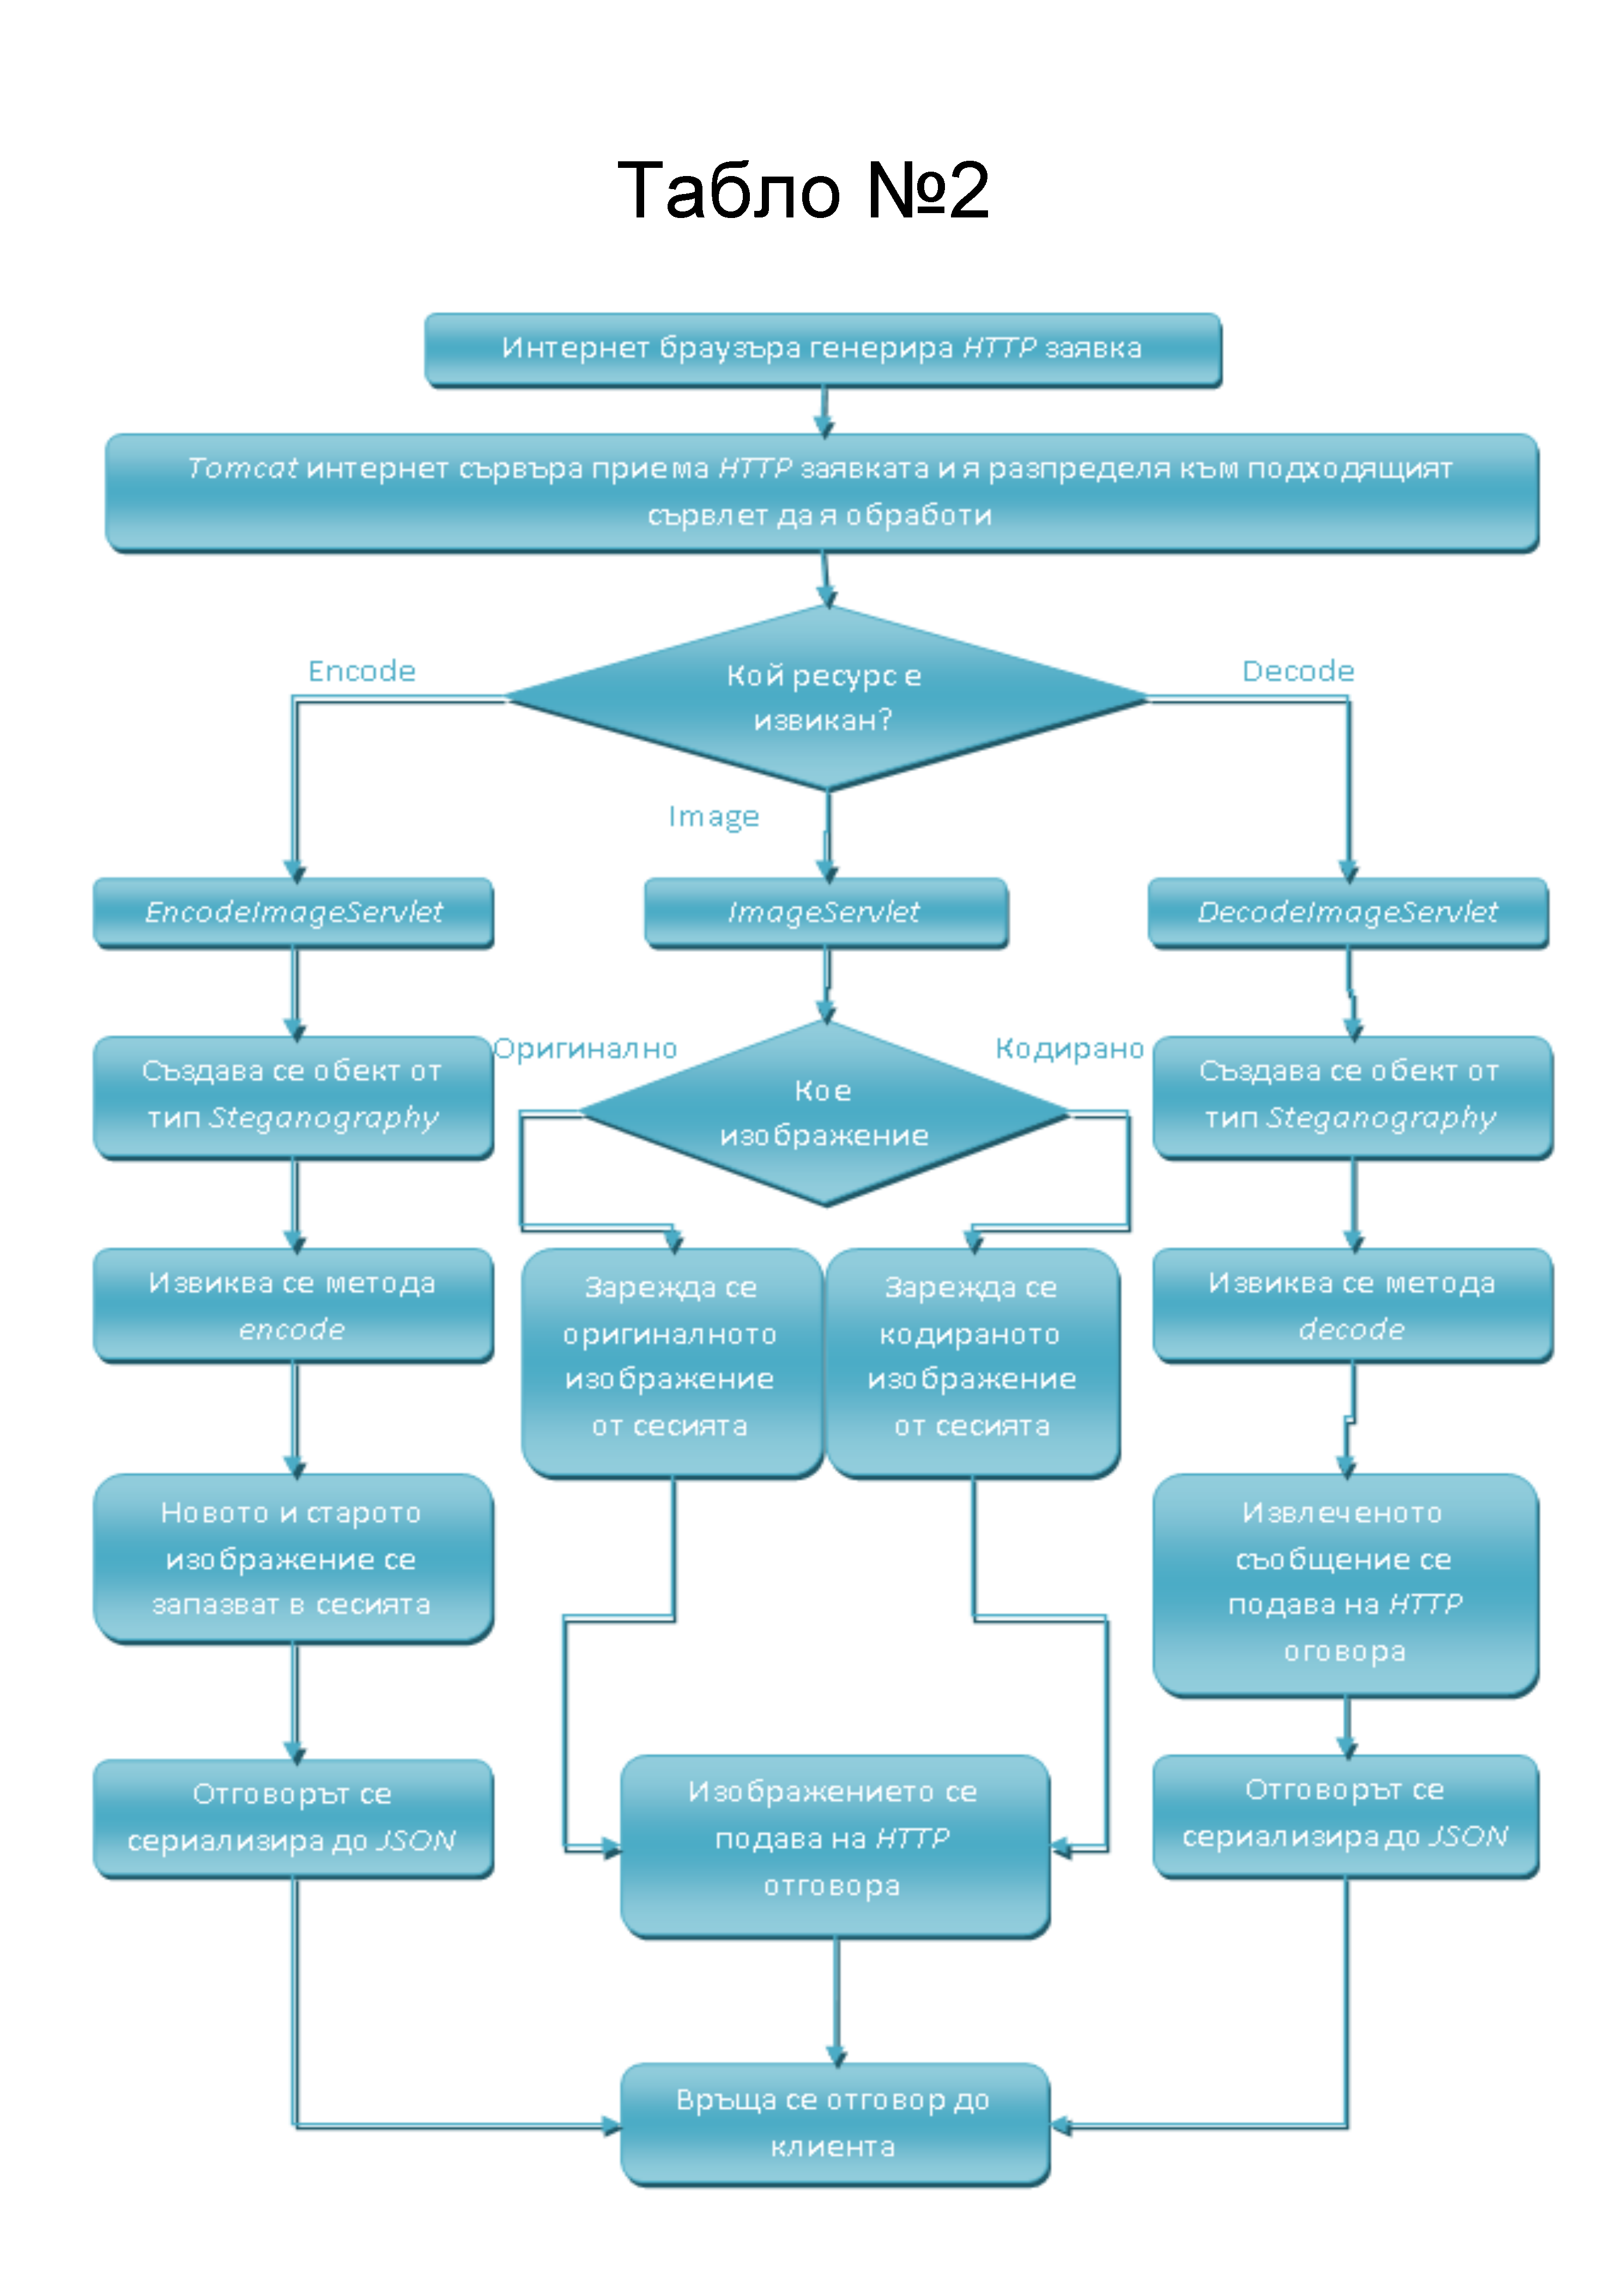 Табло №2
Интернет браузъра генерира HTTP заявка
Tomcat интернет сървъра приема HTTP заявката и я разпределя към подходящият
сървлет да я обработи
Кой ресурс е
извикан?
Encode
Decode
Image
EncodeImageServlet
ImageServlet
DecodeImageServlet
Създава се обект от
тип Steganography
Оригинално
Кое
изображение
Кодирано
Създава се обект от
тип Steganography
Извиква се метода
encode
Зарежда се
оригиналното
изображение
от сесията
Зарежда се
кодираното
изображение
от сесията
Извиква се метода
decode
Новото и старото
изображение се
запазват в сесията
Извлеченото
съобщение се
подава на HTTP
оговора
Отговорът се
сериализира до JSON
Изображението се
подава на HTTP
отговора
Отговорът се
сериализира до JSON
Връща се отговор до
клиента